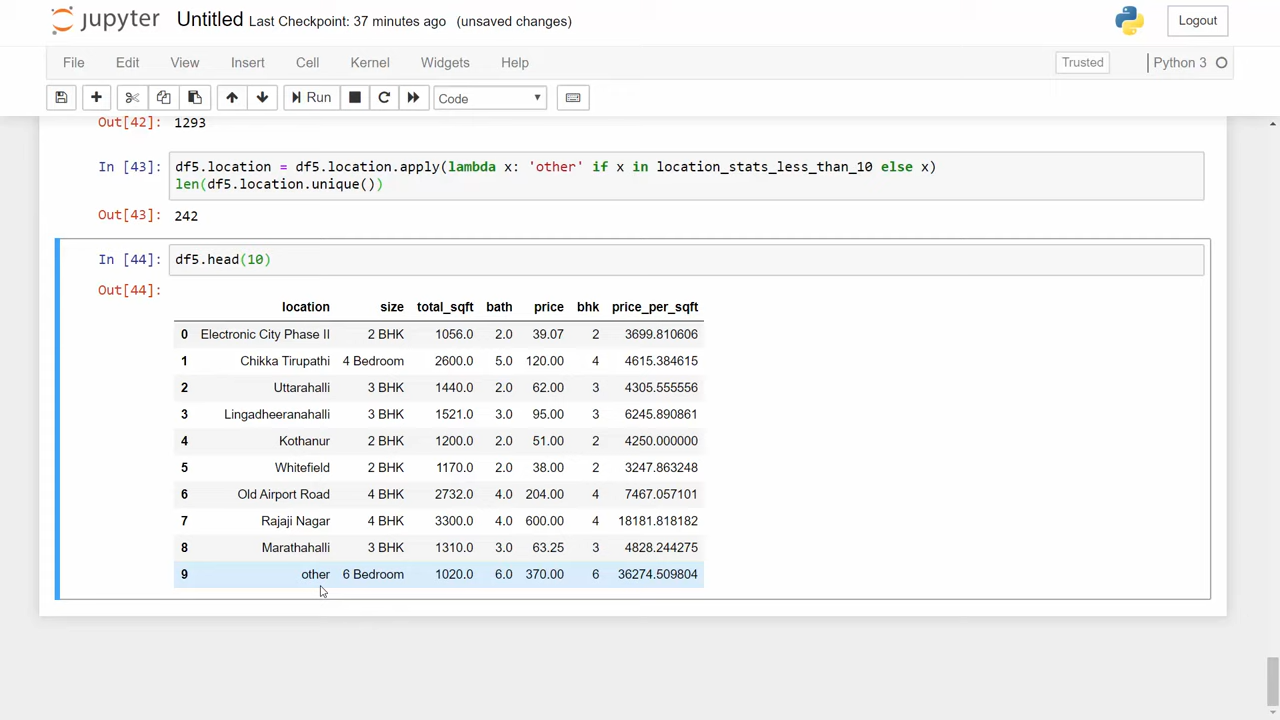 jupyter Untitled Last Checkpoint: 37 minutes ago (unsaved changes) Logout
File Edit View Insert Cell Kernel Widgets Help Trusted Python 3
Run Code
Out[42]: 1293
In [43]: df5.location = df5.location.apply(lambda x: 'other' if x in location_stats_less_than_10 else x)
len(df5.location.unique())
Out[43]: 242
In [44]: df5.head(10)
Out[44]:
location size total_sqft bath price bhk price_per_sqft
0 Electronic City Phase II 2 BHK 1056.0 2.0 39.07 2 3699.810606
1 Chikka Tirupathi 4 Bedroom 2600.0 5.0 120.00 4 4615.384615
2 Uttarahalli 3 BHK 1440.0 2.0 62.00 3 4305.555556
3 Lingadheeranahalli 3 BHK 1521.0 3.0 95.00 3 6245.890861
4 Kothanur 2 BHK 1200.0 2.0 51.00 2 4250.000000
5 Whitefield 2 BHK 1170.0 2.0 38.00 2 3247.863248
6 Old Airport Road 4 BHK 2732.0 4.0 204.00 4 7467.057101
7 Rajaji Nagar 4 BHK 3300.0 4.0 600.00 4 18181.818182
8 Marathahalli 3 BHK 1310.0 3.0 63.25 3 4828.244275
9 other 6 Bedroom 1020.0 6.0 370.00 6 36274.509804